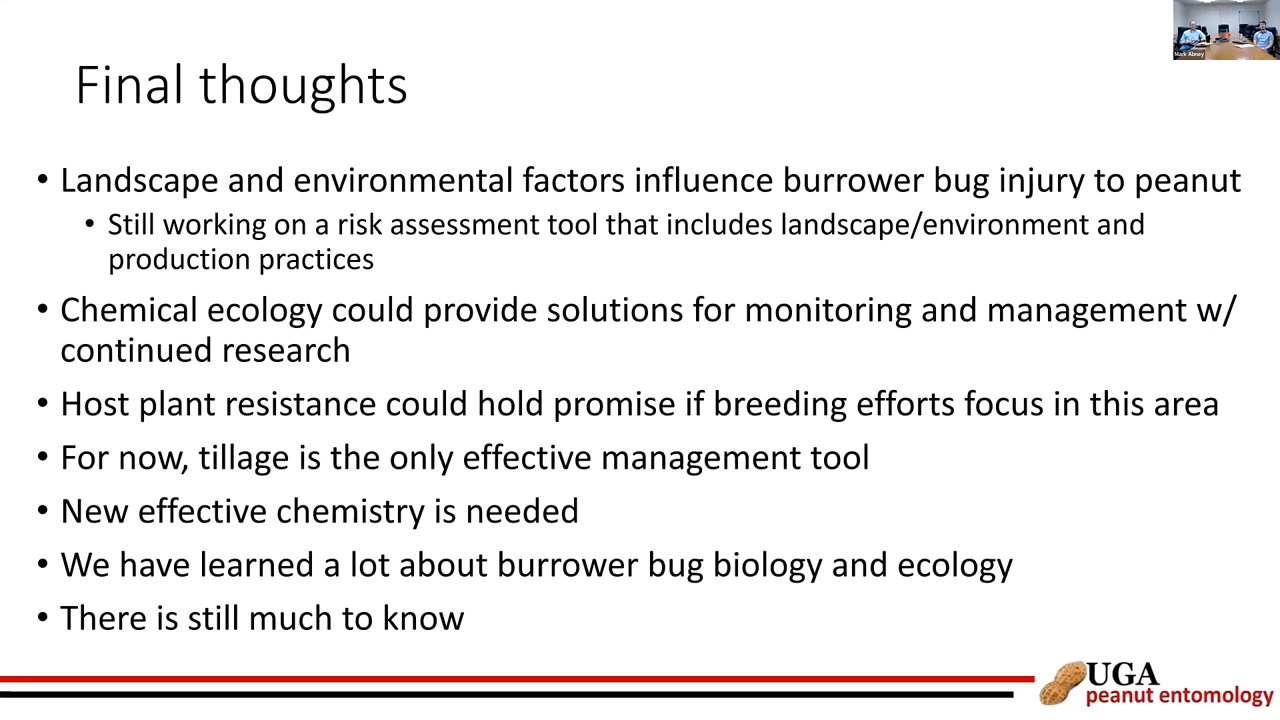 Mark Abney
Final thoughts
• Landscape and environmental factors influence burrower bug injury to peanut
• Still working on a risk assessment tool that includes landscape/environment and
production practices
• Chemical ecology could provide solutions for monitoring and management w/
continued research
• Host plant resistance could hold promise if breeding efforts focus in this area
• For now, tillage is the only effective management tool
• New effective chemistry is needed
• We have learned a lot about burrower bug biology and ecology
• There is still much to know
UGA
peanut entomology